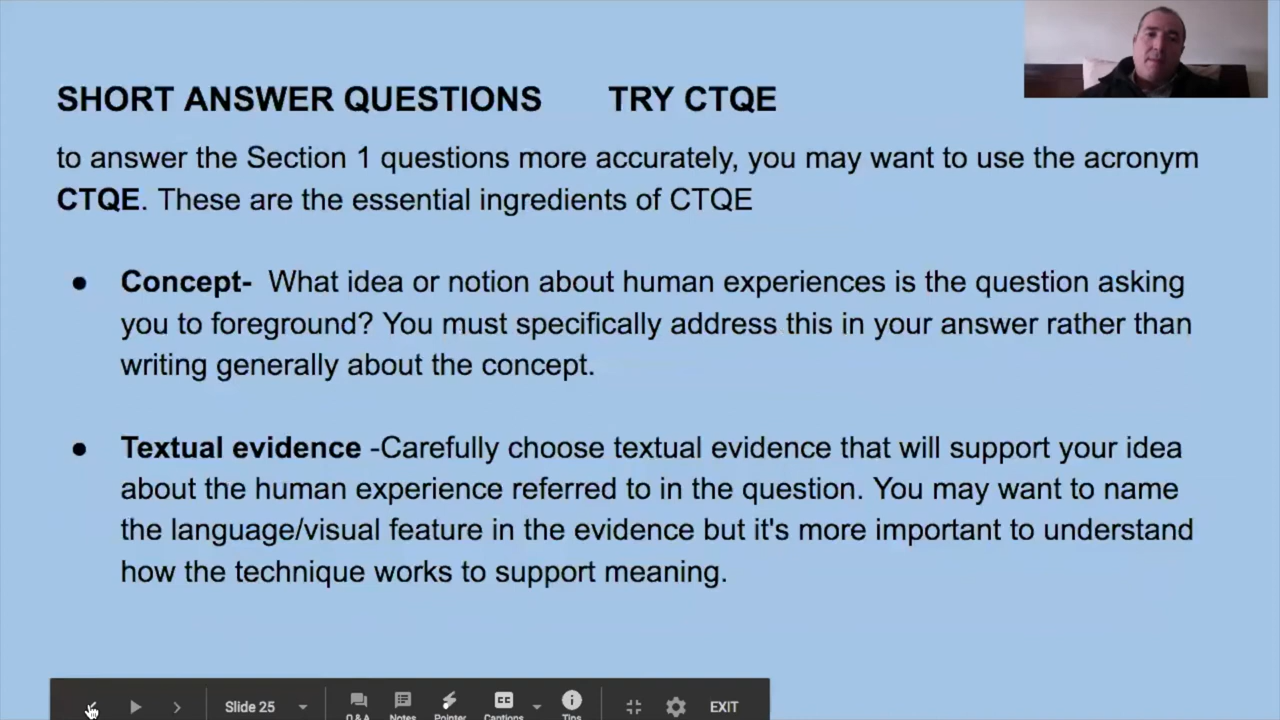 SHORT ANSWER QUESTIONS TRY CTQE
to answer the Section 1 questions more accurately, you may want to use the acronym
CTQE. These are the essential ingredients of CTQE
● Concept- What idea or notion about human experiences is the question asking
you to foreground? You must specifically address this in your answer rather than
writing generally about the concept.
● Textual evidence -Carefully choose textual evidence that will support your idea
about the human experience referred to in the question. You may want to name
the language/visual feature in the evidence but it's more important to understand
how the technique works to support meaning.
Slide 25 EXIT
Q&A Notes Pointer Captions Tips